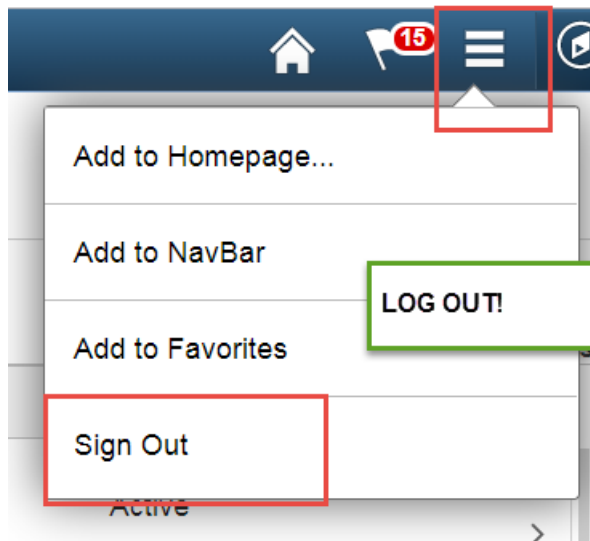 15
Add to Homepage...
Add to NavBar
LOG OUT!
Add to Favorites
Sign Out
Active